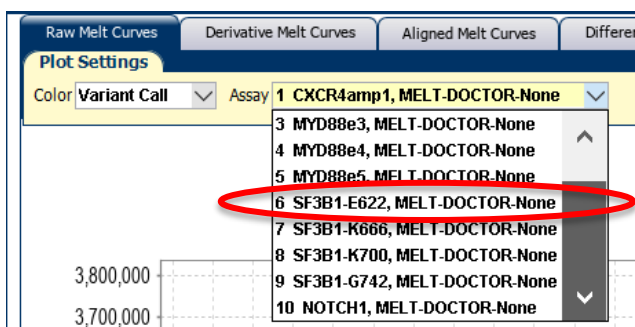 Raw Melt Curves Derivative Melt Curves Aligned Melt Curves
Plot Settings
Color Variant Call Assay 1 CXCR4amp1, MELT-DOCTOR-None
3 MYD88e3, MELT-DOCTOR-None
4 MYD88e4, MELT-DOCTOR-None
5 MYD88e5, MELT-DOCTOR-None
6 SF3B1-E622, MELT-DOCTOR-None
7 SF3B1-K666, MELT-DOCTOR-None
8 SF3B1-K700, MELT-DOCTOR-None
9 SF3B1-G742, MELT-DOCTOR-None
10 NOTCH1, MELT-DOCTOR-None
3,800,000
3,700,000